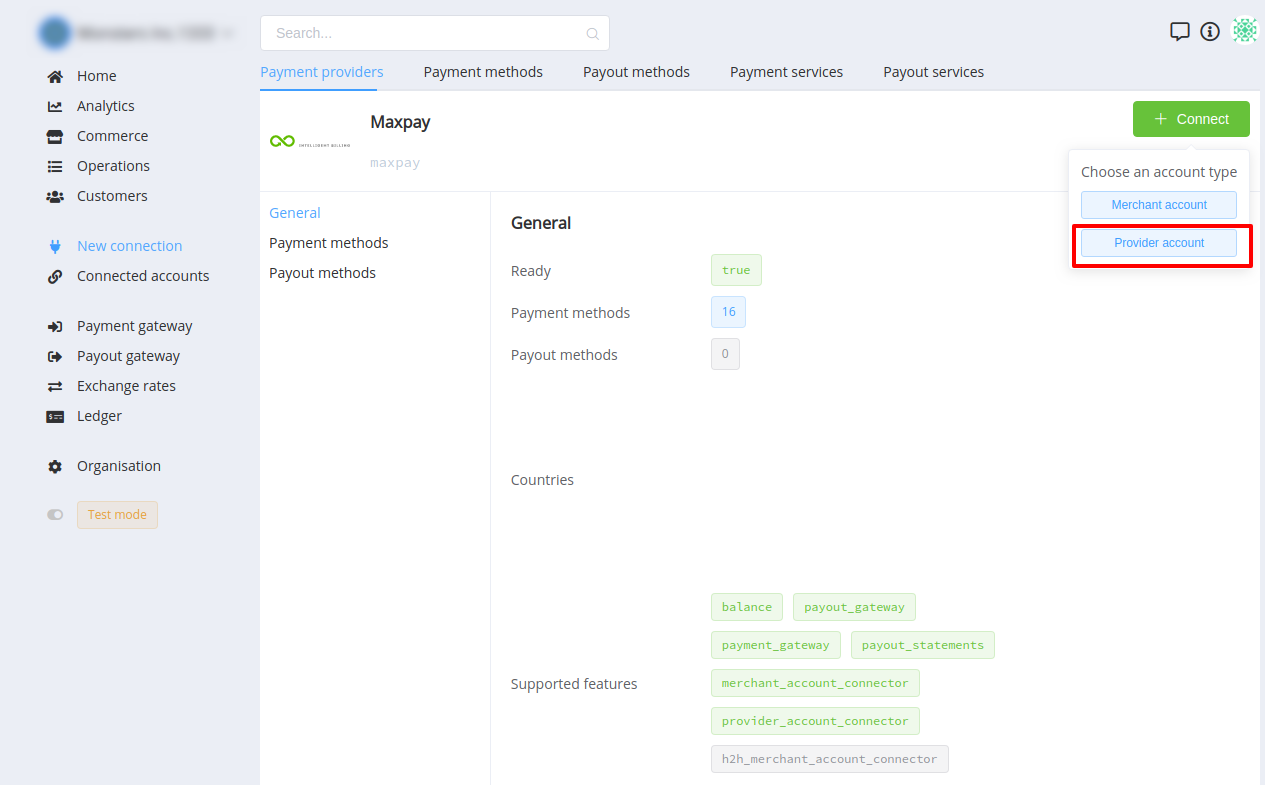 Search...
Home
Analytics
Commerce
Operations
Customers
New connection
Connected accounts
Payment gateway
Payout gateway
Exchange rates
Ledger
Organisation
Test mode
Payment providers Payment methods Payout methods Payment services Payout services
INTELLIGENT BILLING
Maxpay
maxpay
+ Connect
Choose an account type
Merchant account
Provider account
General
Payment methods
Payout methods
General
Ready true
Payment methods 16
Payout methods 0
Countries
Supported features
balance payout_gateway
payment_gateway payout_statements
merchant_account_connector
provider_account_connector
h2h_merchant_account_connector